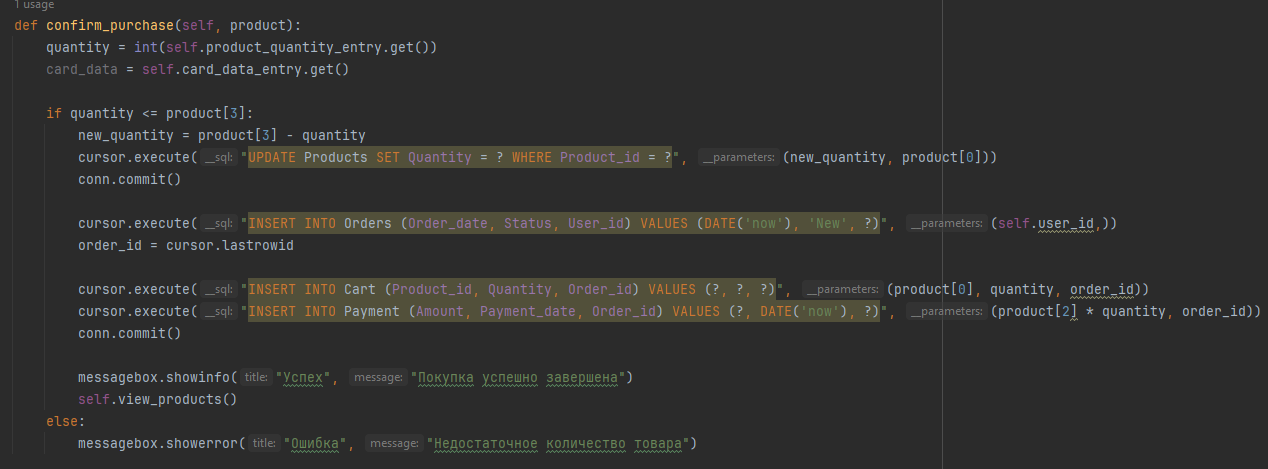 1 usage
def confirm_purchase(self, product):
quantity = int(self.product_quantity_entry.get())
card_data = self.card_data_entry.get()
if quantity <= product[3]:
new_quantity = product[3] - quantity
cursor.execute(__sql: "UPDATE Products SET Quantity = ? WHERE Product_id = ?", __parameters: (new_quantity, product[0]))
conn.commit()
cursor.execute(__sql: "INSERT INTO Orders (Order_date, Status, User_id) VALUES (DATE('now'), 'New', ?)", __parameters: (self.user_id,))
order_id = cursor.lastrowid
cursor.execute(__sql: "INSERT INTO Cart (Product_id, Quantity, Order_id) VALUES (?, ?, ?)", __parameters: (product[0], quantity, order_id))
cursor.execute(__sql: "INSERT INTO Payment (Amount, Payment_date, Order_id) VALUES (?, DATE('now'), ?)", __parameters: (product[2] * quantity, order_id))
conn.commit()
messagebox.showinfo(title: "Успех", message: "Покупка успешно завершена")
self.view_products()
else:
messagebox.showerror(title: "Ошибка", message: "Недостаточное количество товара")